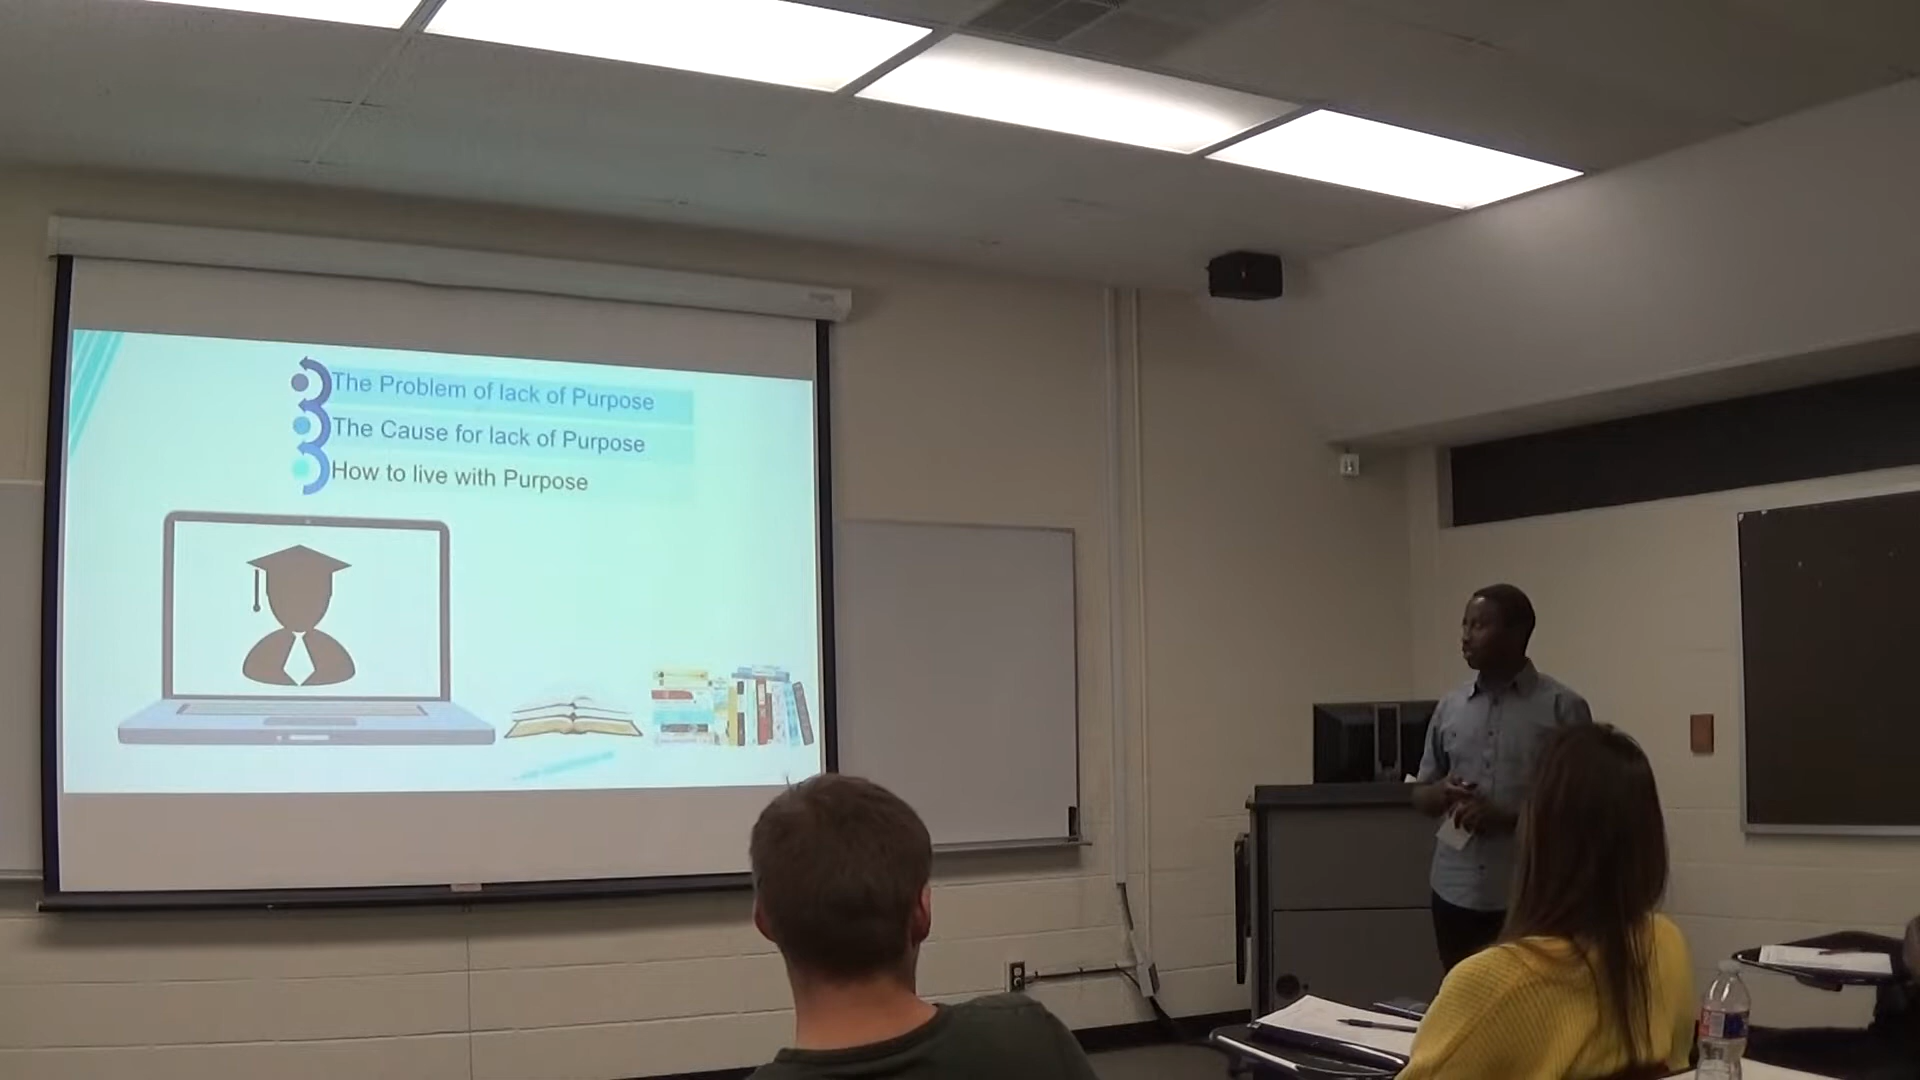 The Problem of lack of Purpose
The Cause for lack of Purpose
How to live with Purpose